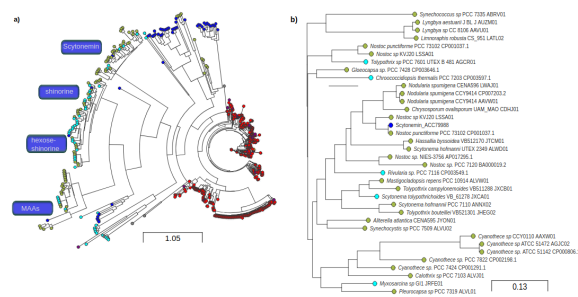 a)
Scytonemin
shinorine
hexose-
shinorine
MAAs
1.05
b)
Synechococcus sp PCC 7335 ABRV01
Lyngbya aestuarii J BL J AUZM01
Lyngbya sp CC 8106 AAVU01
Limnoraphis robusta CS_951 LATL02
Nostoc punctiforme PCC 73102 CP001037.1
Nostoc sp KVJ20 LSSA01
Tolypothrix sp PCC 7601 UTEX B 481 AGCR01
Gloeocapsa sp. PCC 7428 CP003646.1
Chroococcidiopsis thermalis PCC 7203 CP003597.1
Nodularia spumigena CENA596 LWAJ01
Nodularia spumigena CCY9414 CP007203.2
Nodularia spumigena CCY9414 AAVW01
Chrysosporum ovalisporum UAM_MAO CDHJ01
Nostoc sp KVJ20 LSSA01
Scytonemin, ACC79988
Nostoc punctiforme PCC 73102 CP001037.1
Hassallia byssoidea VB512170 JTCM01
Scytonema hofmanni UTEX 2349 ALWD01
Nostoc sp. NIES-3756 AP017295.1
Nostoc sp. PCC 7120 BA000019.2
Rivularia sp. PCC 7116 CP003549.1
Mastigocladopsis repens PCC 10914 ALVW01
Tolypothrix campylonemoides VB511288 JXCB01
Scytonema tolypothrichoides VB_61278 JXCA01
Scytonema hofmanni PCC 7110 ANNX02
Tolypothrix bouteillei VB521301 JHEG02
Aliterella atlantica CENA595 JYON01
Synechocystis sp PCC 7509 ALVU02
Cyanothece sp CCY0110 AAXW01
Cyanothece sp ATCC 51472 AGJC02
Cyanothece sp. ATCC 51142 CP000806.
Cyanothece sp. PCC 7822 CP002198.1
Cyanothece sp. PCC 7424 CP001291.1
Calothrix sp PCC 7103 ALVJ01
Myxosarcina sp GI1 JRFE01
Pleurocapsa sp PCC 7319 ALVL01
0.13